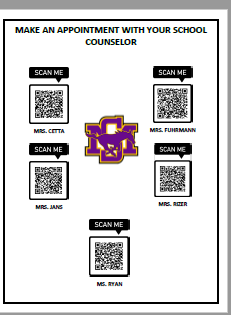 MAKE AN APPOINTMENT WITH YOUR SCHOOL
COUNSELOR
SCAN ME
SCAN ME
MRS. CETTA
MRS. FUHRMANN
SCAN ME
SCAN ME
MRS. JANS
MRS. RIZER
SCAN ME
MS. RYAN